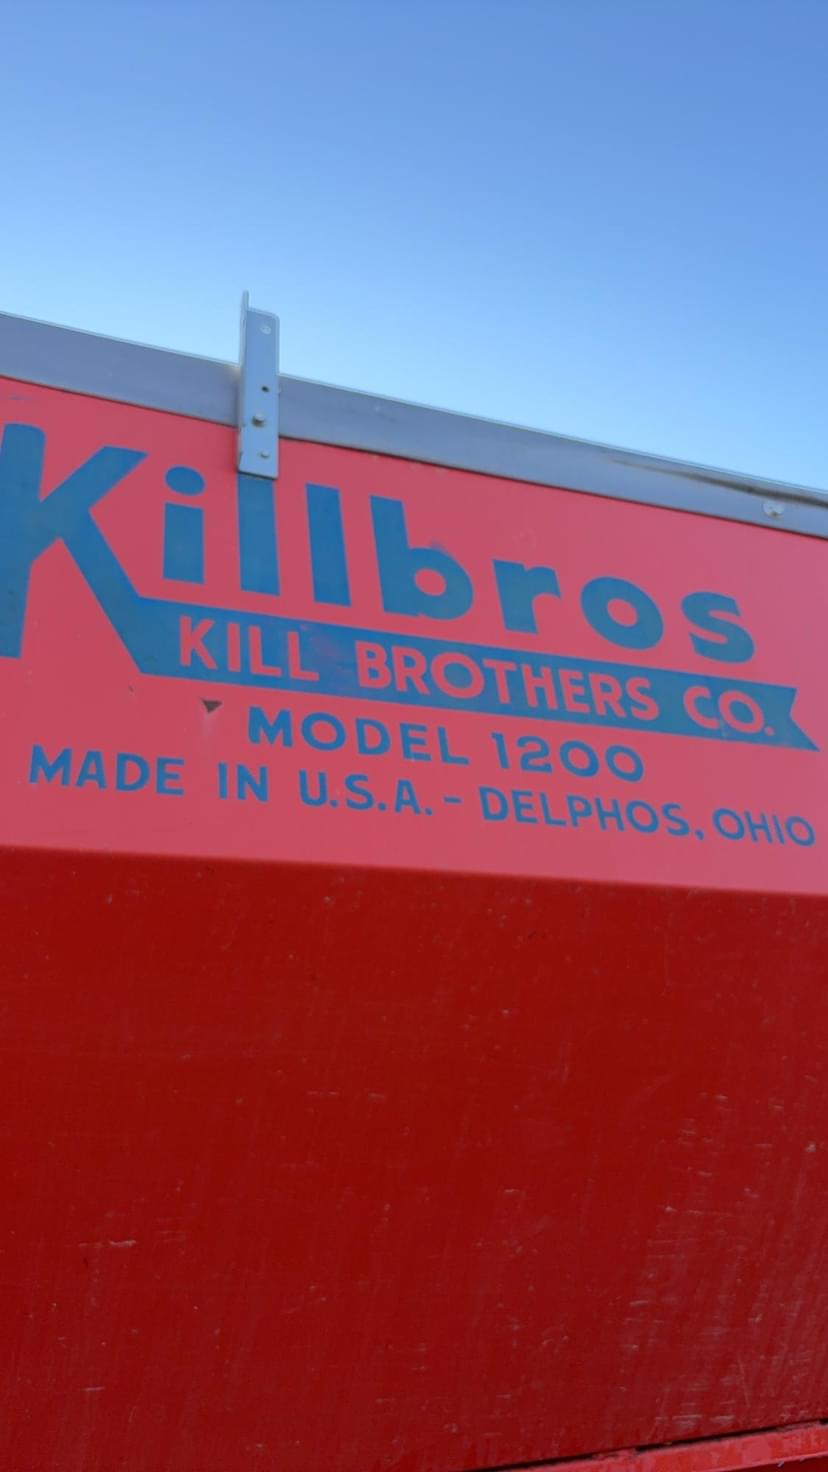 Killbros
KILL BROTHERS CO.
MODEL 1200
MADE IN U.S.A. - DELPHOS, OHIO